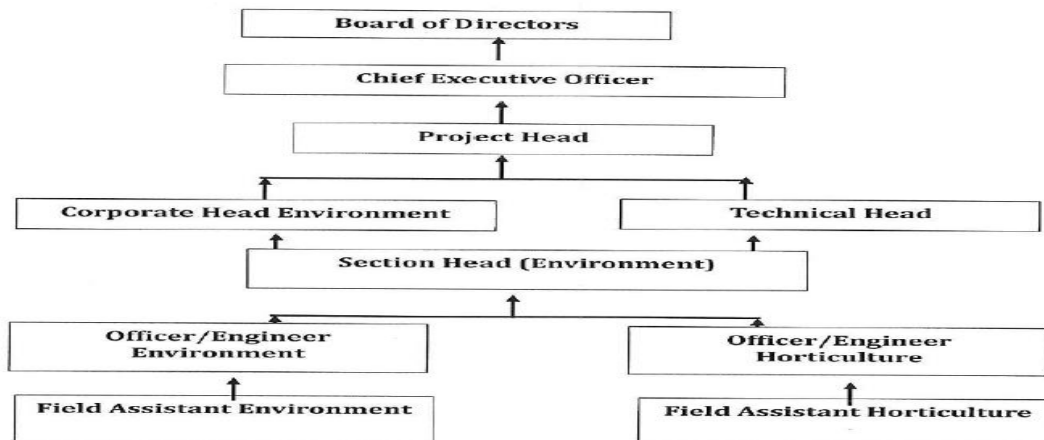 Board of Directors
Chief Executive Officer
Project Head
Corporate Head Environment
Technical Head
Section Head (Environment)
Officer/Engineer
Environment
Officer/Engineer
Horticulture
Field Assistant Environment
Field Assistant Horticulture